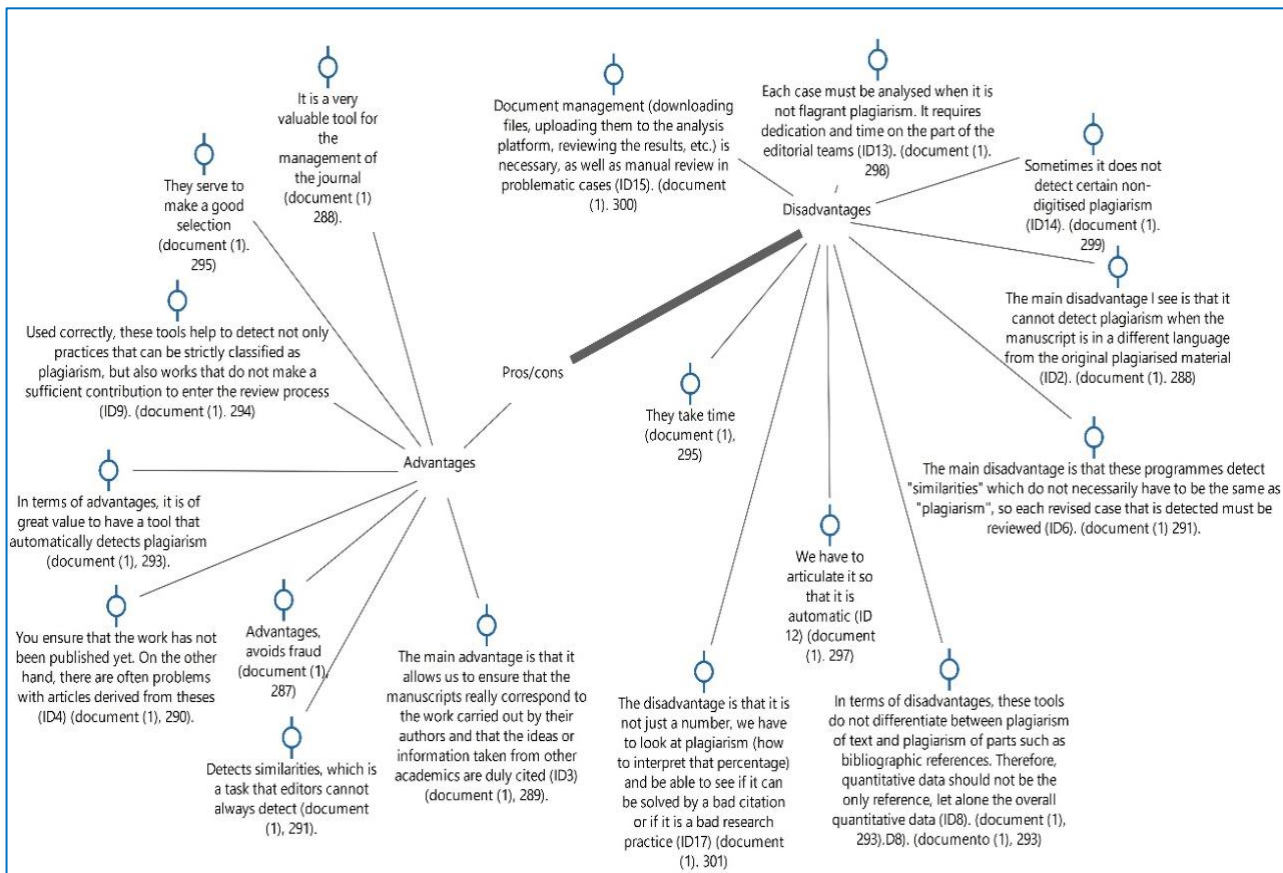 It is a very
valuable tool for
the
management of
the journal
(document (1)
288).
They serve to
make a good
selection
(document (1).
295)
Used correctly, these tools help to detect not only
practices that can be strictly classified as
plagiarism, but also works that do not make a
sufficient contribution to enter the review process
(ID9). (document (1). 294)
In terms of advantages, it is of
great value to have a tool that
automatically detects plagiarism
(document (1), 293).
You ensure that the work has not
been published yet. On the other
hand, there are often problems
with articles derived from theses
(ID4) (document (1), 290).
Advantages,
avoids fraud
(document (1),
287)
Detects similarities, which is
a task that editors cannot
always detect (document
(1), 291).
The main advantage is that it
allows us to ensure that the
manuscripts really correspond to
the work carried out by their
authors and that the ideas or
information taken from other
academics are duly cited (ID3)
(document (1), 289).
Advantages
Pros/cons
Disadvantages
Document management (downloading
files, uploading them to the analysis
platform, reviewing the results, etc.) is
necessary, as well as manual review in
problematic cases (ID15). (document
(1). 300)
Each case must be analysed when it is
not flagrant plagiarism. It requires
dedication and time on the part of the
editorial teams (ID13). (document (1).
298)
Sometimes it does not
detect certain non-
digitised plagiarism
(ID14). (document (1).
299)
The main disadvantage I see is that it
cannot detect plagiarism when the
manuscript is in a different language
from the original plagiarised material
(ID2). (document (1). 288)
They take time
(document (1),
295)
The main disadvantage is that these programmes detect
"similarities" which do not necessarily have to be the same as
"plagiarism", so each revised case that is detected must be
reviewed (ID6). (document (1) 291).
We have to
articulate it so
that it is
automatic (ID
12) (document
(1). 297)
The disadvantage is that it is
not just a number, we have
to look at plagiarism (how
to interpret that percentage)
and be able to see if it can
be solved by a bad citation
or if it is a bad research
practice (ID17) (document
(1). 301)
In terms of disadvantages, these tools
do not differentiate between plagiarism
of text and plagiarism of parts such as
bibliographic references. Therefore,
quantitative data should not be the
only reference, let alone the overall
quantitative data (ID8). (document (1),
293).D8). (documento (1), 293)